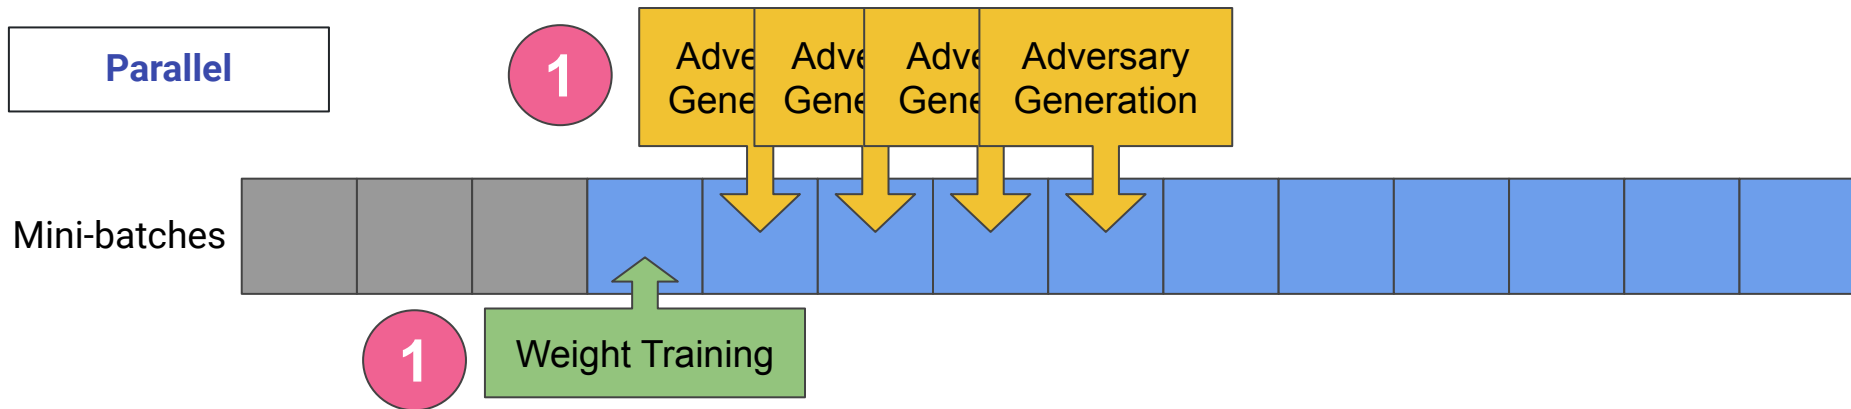 Parallel
1
Adve
Gene
Adve
Gene
Adve
Gene
Adversary
Generation
Mini-batches
1
Weight Training